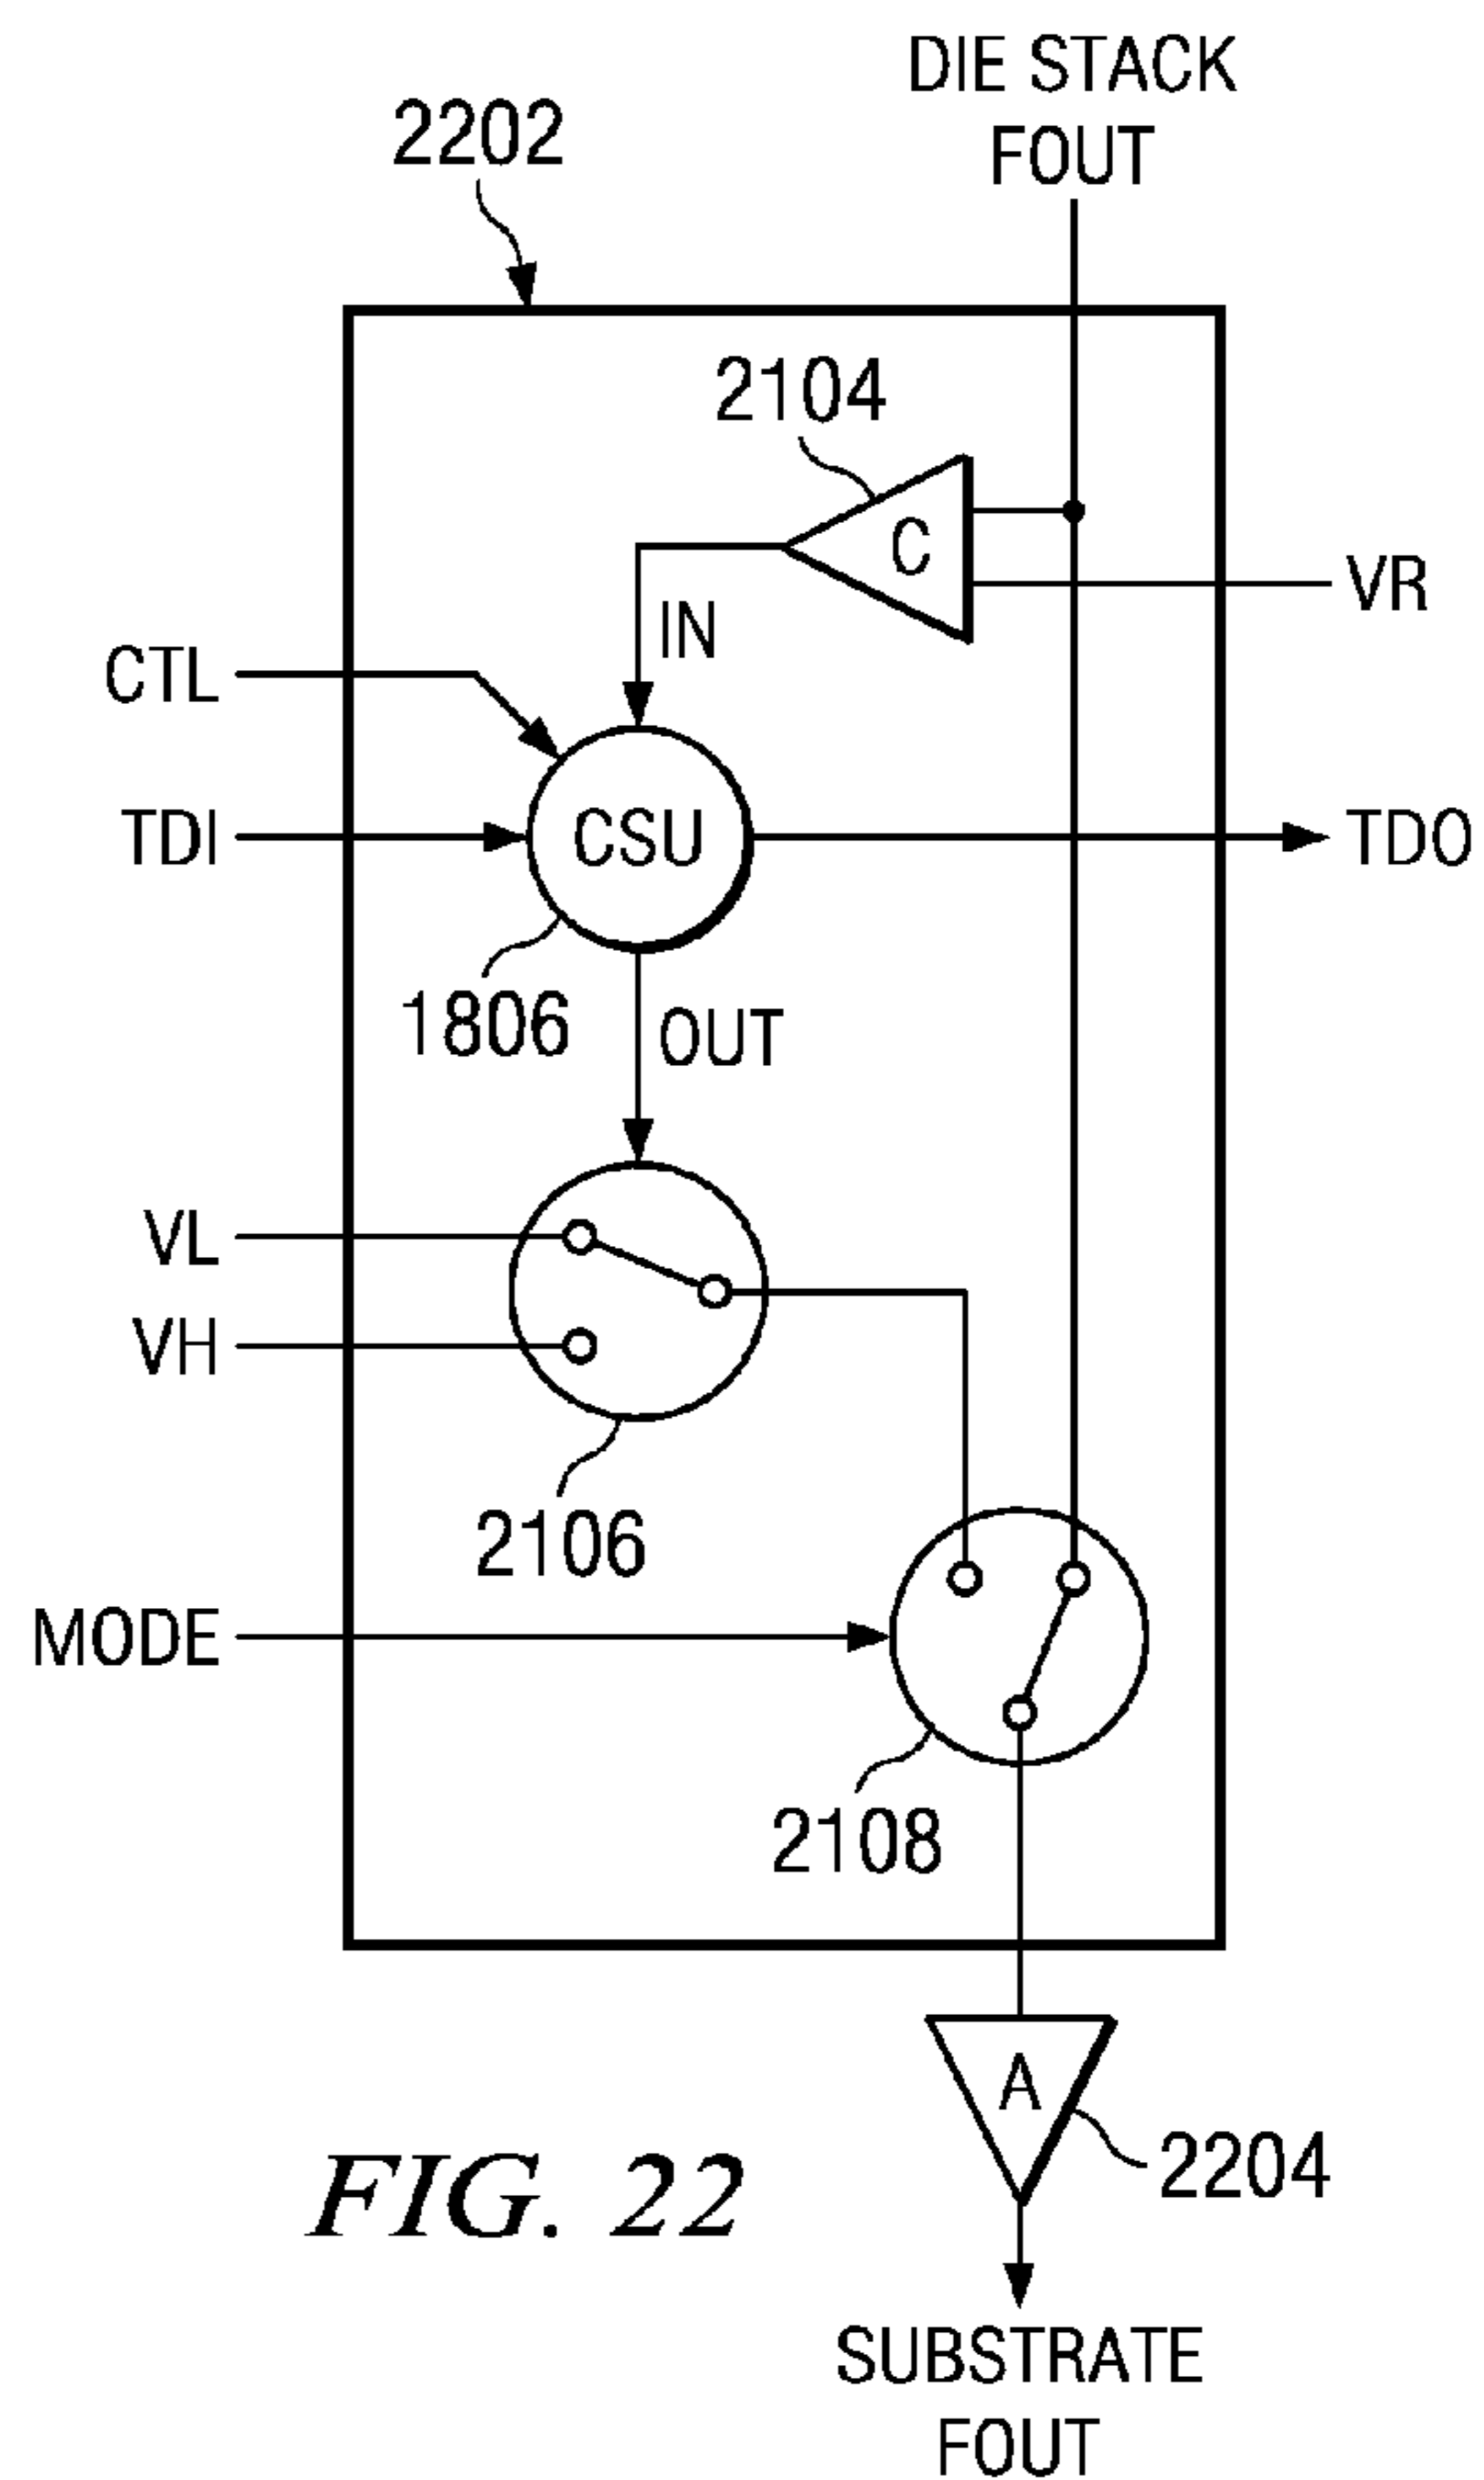 DIE STACK
FOUT
2202
2104
C
VR
IN
CTL
TDI
CSU
TDO
1806
OUT
VL
VH
2106
MODE
2108
A
2204
FIG. 22
SUBSTRATE
FOUT